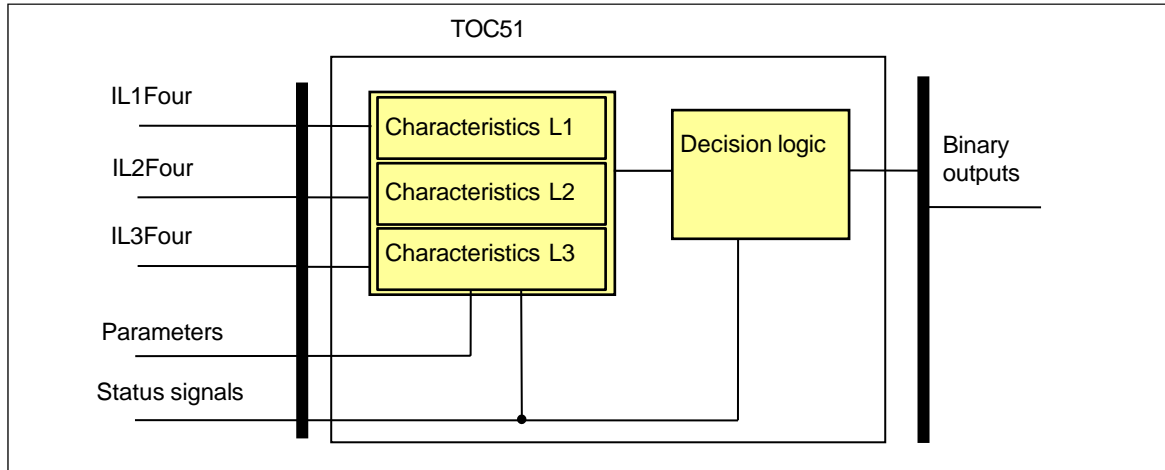 TOC51
IL1Four
IL2Four
IL3Four
Parameters
Status signals
Characteristics L1
Characteristics L2
Characteristics L3
Decision logic
Binary
outputs